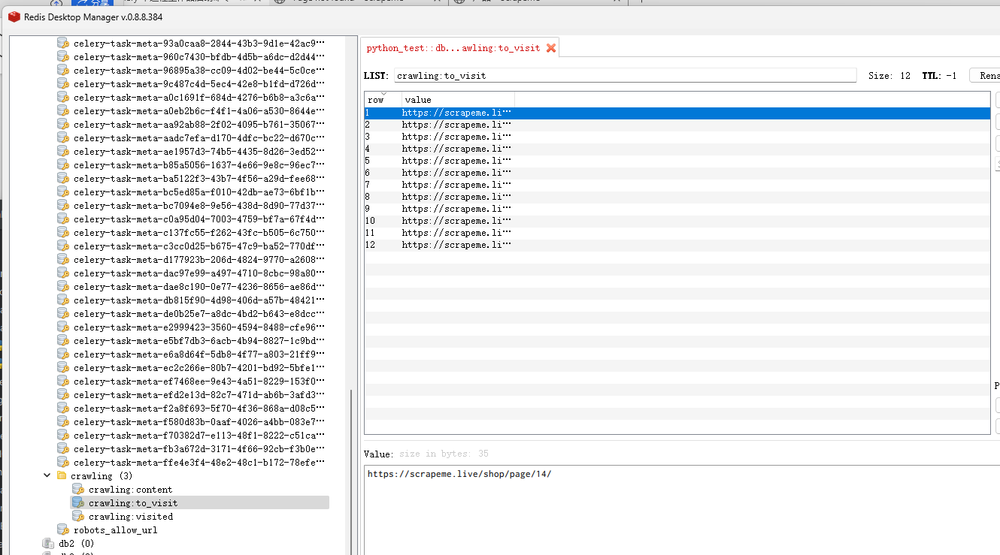 Redis Desktop Manager v.0.8.8.384
celery-task-meta-93a0caa8-2844-43b3-9d1e-42ac9…
celery-task-meta-960c7430-bfdb-4d5b-a6dc-d2d44…
celery-task-meta-96895a38-cc09-4d02-be44-5c0ce…
celery-task-meta-9c487c4d-5ec4-42e8-b1fd-d726d…
celery-task-meta-a0c1691f-684d-4276-b6b8-a3c6a…
celery-task-meta-a0eb2b6c-f4f1-4a06-a530-8644e…
celery-task-meta-aa92ab88-2f02-4095-b761-35067…
celery-task-meta-aadc7efa-d170-4dfc-bc22-d670c…
celery-task-meta-ae1957d3-74b5-4435-8d26-3ed52…
celery-task-meta-b85a5056-1637-4e66-9e8c-96ec7…
celery-task-meta-ba5122f3-43b7-4f56-a29d-fee68…
celery-task-meta-bc5ed85a-f010-42db-ae73-6bf1b…
celery-task-meta-bc7094e8-9e56-438d-8d90-77d37…
celery-task-meta-c0a95d04-7003-4759-bf7a-67f4d…
celery-task-meta-c137fc55-f262-43fc-b505-6c750…
celery-task-meta-c3cc0d25-b675-47c9-ba52-770df…
celery-task-meta-d177923b-206d-4824-9770-a2608…
celery-task-meta-dac97e99-a497-4710-8cbc-98a80…
celery-task-meta-dae8c190-0e77-4236-8656-ae86d…
celery-task-meta-db815f90-4d98-406d-a57b-48421…
celery-task-meta-de0b25e7-a8dc-4bd2-b643-e8dcc…
celery-task-meta-e2999423-3560-4594-8488-cfe96…
celery-task-meta-e5bf7db3-6acb-4b94-8827-1c9bd…
celery-task-meta-e6a8d64f-5db8-4f77-a803-21ff9…
celery-task-meta-ec2c266e-80b7-4201-bd92-5bfe1…
celery-task-meta-ef7468ee-9e43-4a51-8229-153f0…
celery-task-meta-efd2e13d-82c7-471d-ab6b-3afd3…
celery-task-meta-f2a8f693-5f70-4f36-868a-d08c5…
celery-task-meta-f580d83b-0aaf-4026-a4bb-083e7…
celery-task-meta-f70382d7-e113-48f1-8222-c51ca…
celery-task-meta-fb3a672d-3171-4f66-92cb-f3b0e…
celery-task-meta-ffe4e3f4-48e2-48c1-b172-78efe…
crawling (3)
crawling:content
crawling:to_visit
crawling:visited
robots_allow_url
db2 (0)
python_test::db...awling:to_visit
LIST: crawling:to_visit Size: 12 TTL: -1 Rena
row value
1 https://scrapeme.li…
2 https://scrapeme.li…
3 https://scrapeme.li…
4 https://scrapeme.li…
5 https://scrapeme.li…
6 https://scrapeme.li…
7 https://scrapeme.li…
8 https://scrapeme.li…
9 https://scrapeme.li…
10 https://scrapeme.li…
11 https://scrapeme.li…
12 https://scrapeme.li…
Value: size in bytes: 35
https://scrapeme.live/shop/page/14/